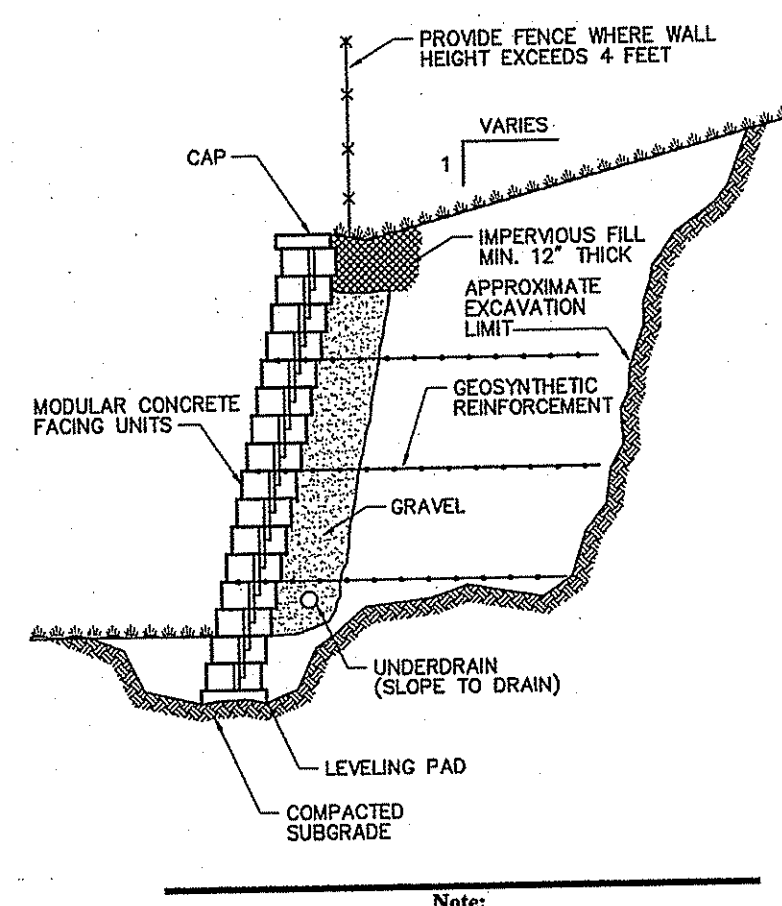 PROVIDE FENCE WHERE WALL
HEIGHT EXCEEDS 4 FEET
VARIES
1
CAP
IMPERVIOUS FILL
MIN. 12" THICK
APPROXIMATE
EXCAVATION
LIMIT
GEOSYNTHETIC
REINFORCEMENT
MODULAR CONCRETE
FACING UNITS
GRAVEL
UNDERDRAIN
(SLOPE TO DRAIN)
LEVELING PAD
COMPACTED
SUBGRADE
Note: